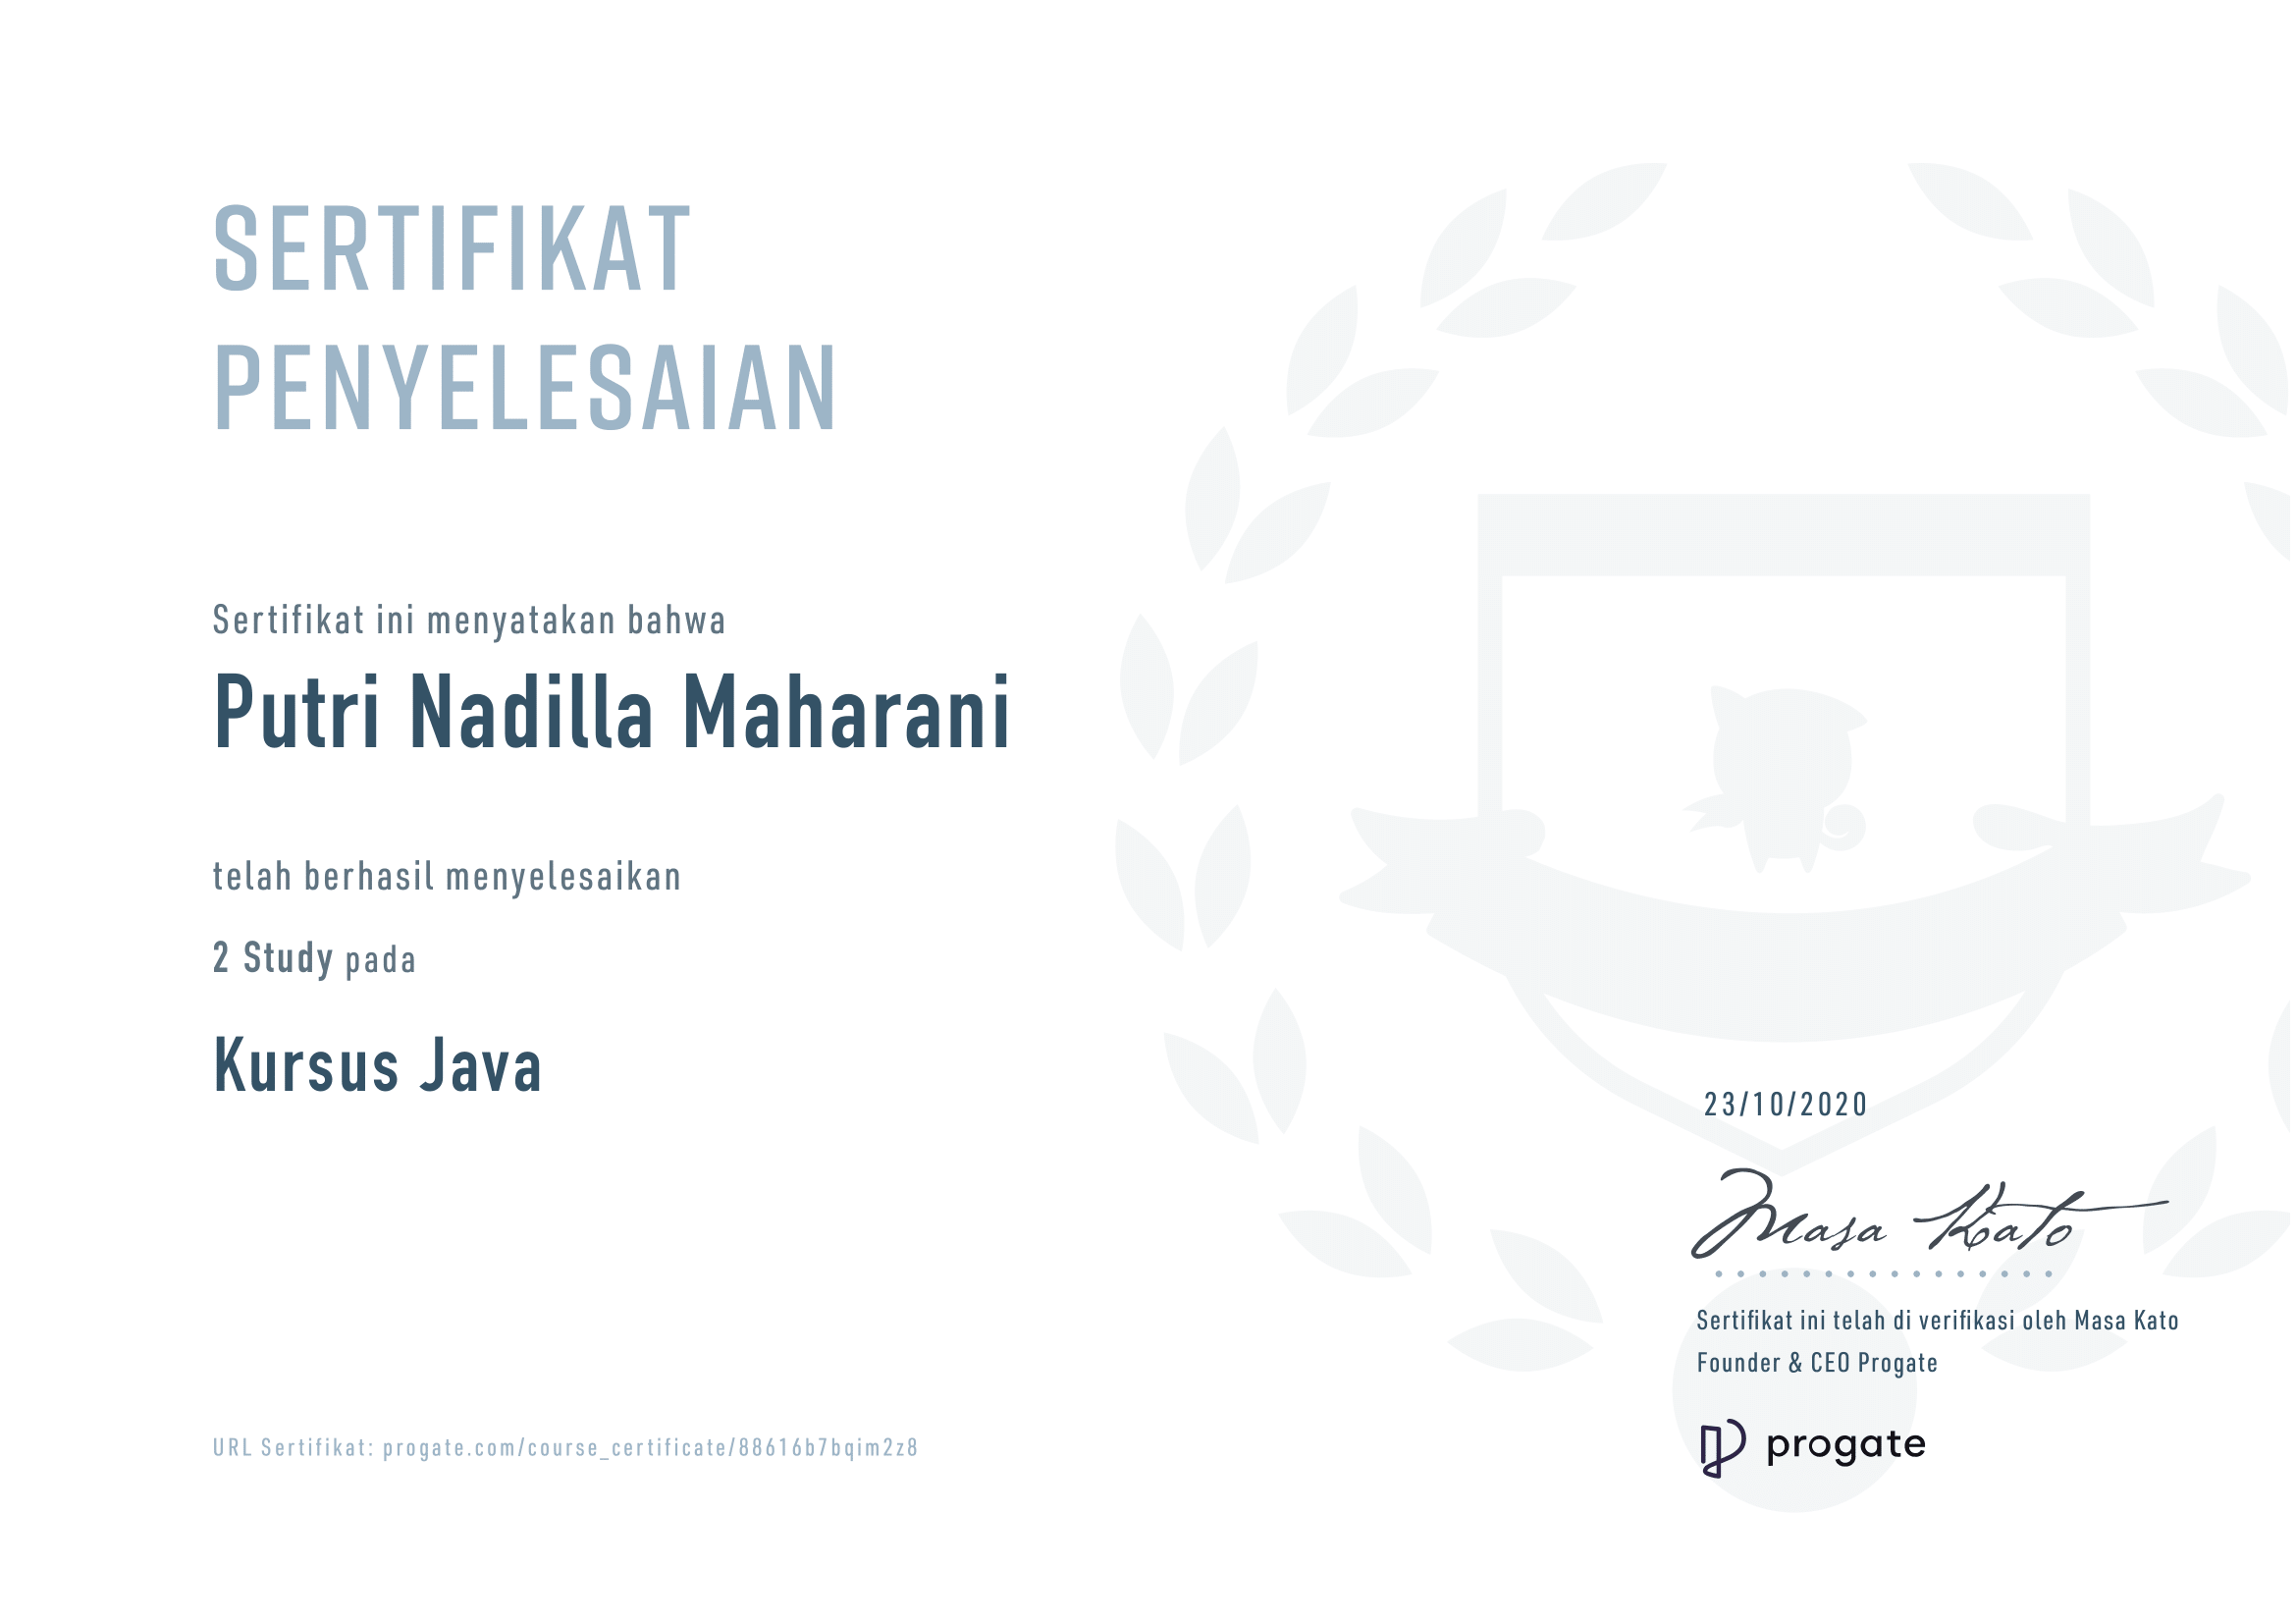 SERTIFIKAT
PENYELESAIAN
Sertifikat ini menyatakan bahwa
Putri Nadilla Maharani
telah berhasil menyelesaikan
2 Study pada
Kursus Java
23/10/2020
Masa Kato
Sertifikat ini telah di verifikasi oleh Masa Kato
Founder & CEO Progate
progate
URL Sertifikat: progate.com/course_certificate/88616b7bqim2z8